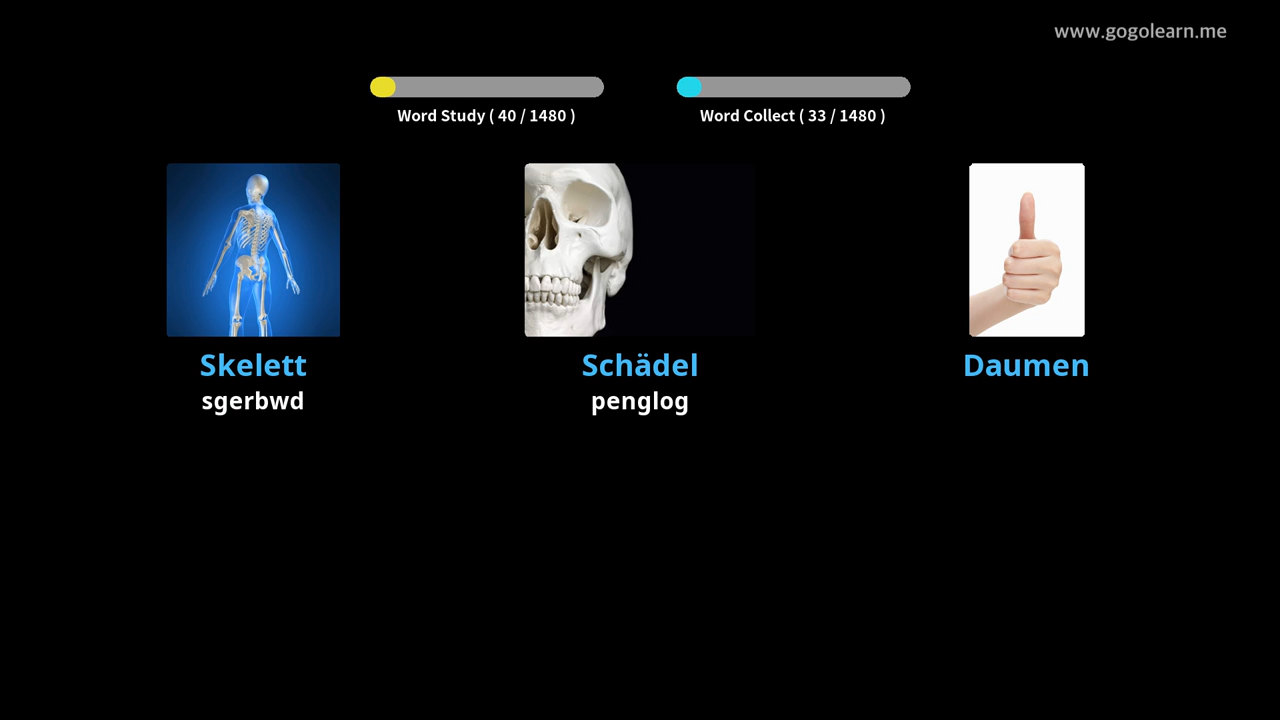 www.gogolearn.me
Word Study ( 40 / 1480 )
Word Collect ( 33 / 1480 )
Skelett
sgerbwd
Schädel
penglog
Daumen